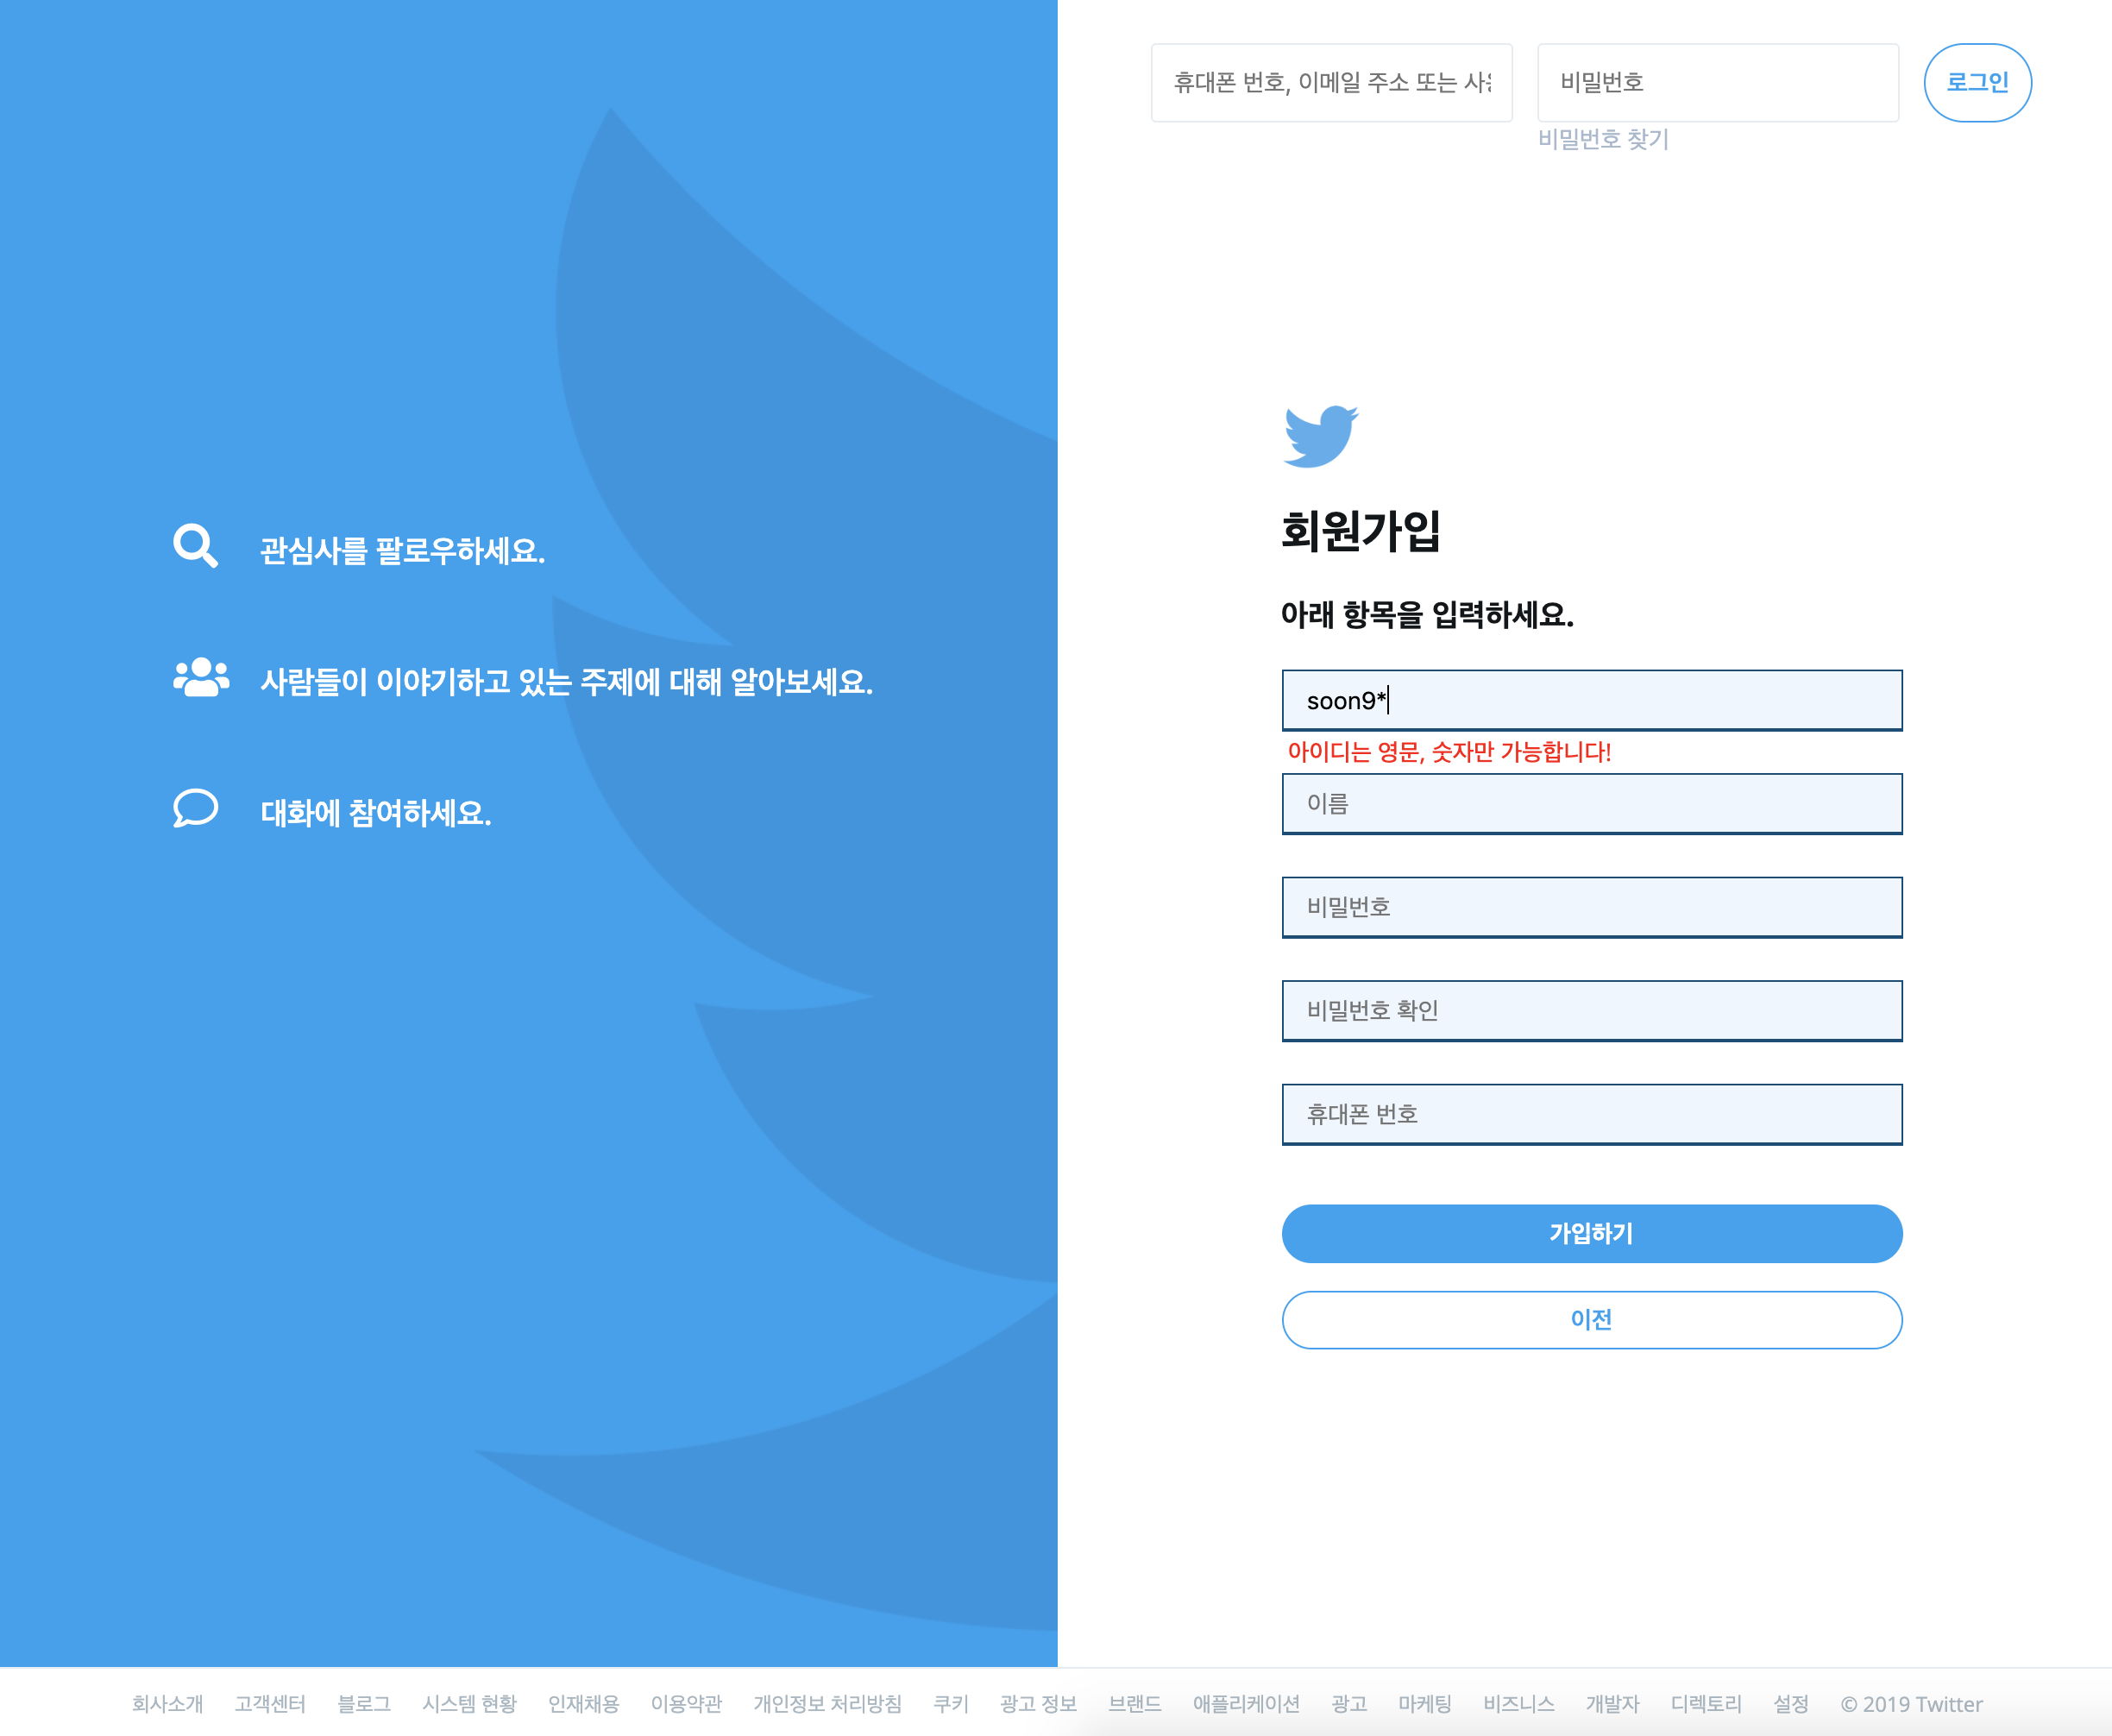 휴대폰 번호, 이메일 주소 또는 사
비밀번호
로그인
비밀번호 찾기
관심사를 팔로우하세요.
사람들이 이야기하고 있는 주제에 대해 알아보세요.
대화에 참여하세요.
회원가입
아래 항목을 입력하세요.
soon9*
아이디는 영문, 숫자만 가능합니다!
이름
비밀번호
비밀번호 확인
휴대폰 번호
가입하기
이전
회사소개 고객센터 블로그 시스템 현황 인재채용 이용약관 개인정보 처리방침 쿠키 광고 정보 브랜드 애플리케이션 광고 마케팅 비즈니스 개발자 디렉토리 설정 © 2019 Twitter